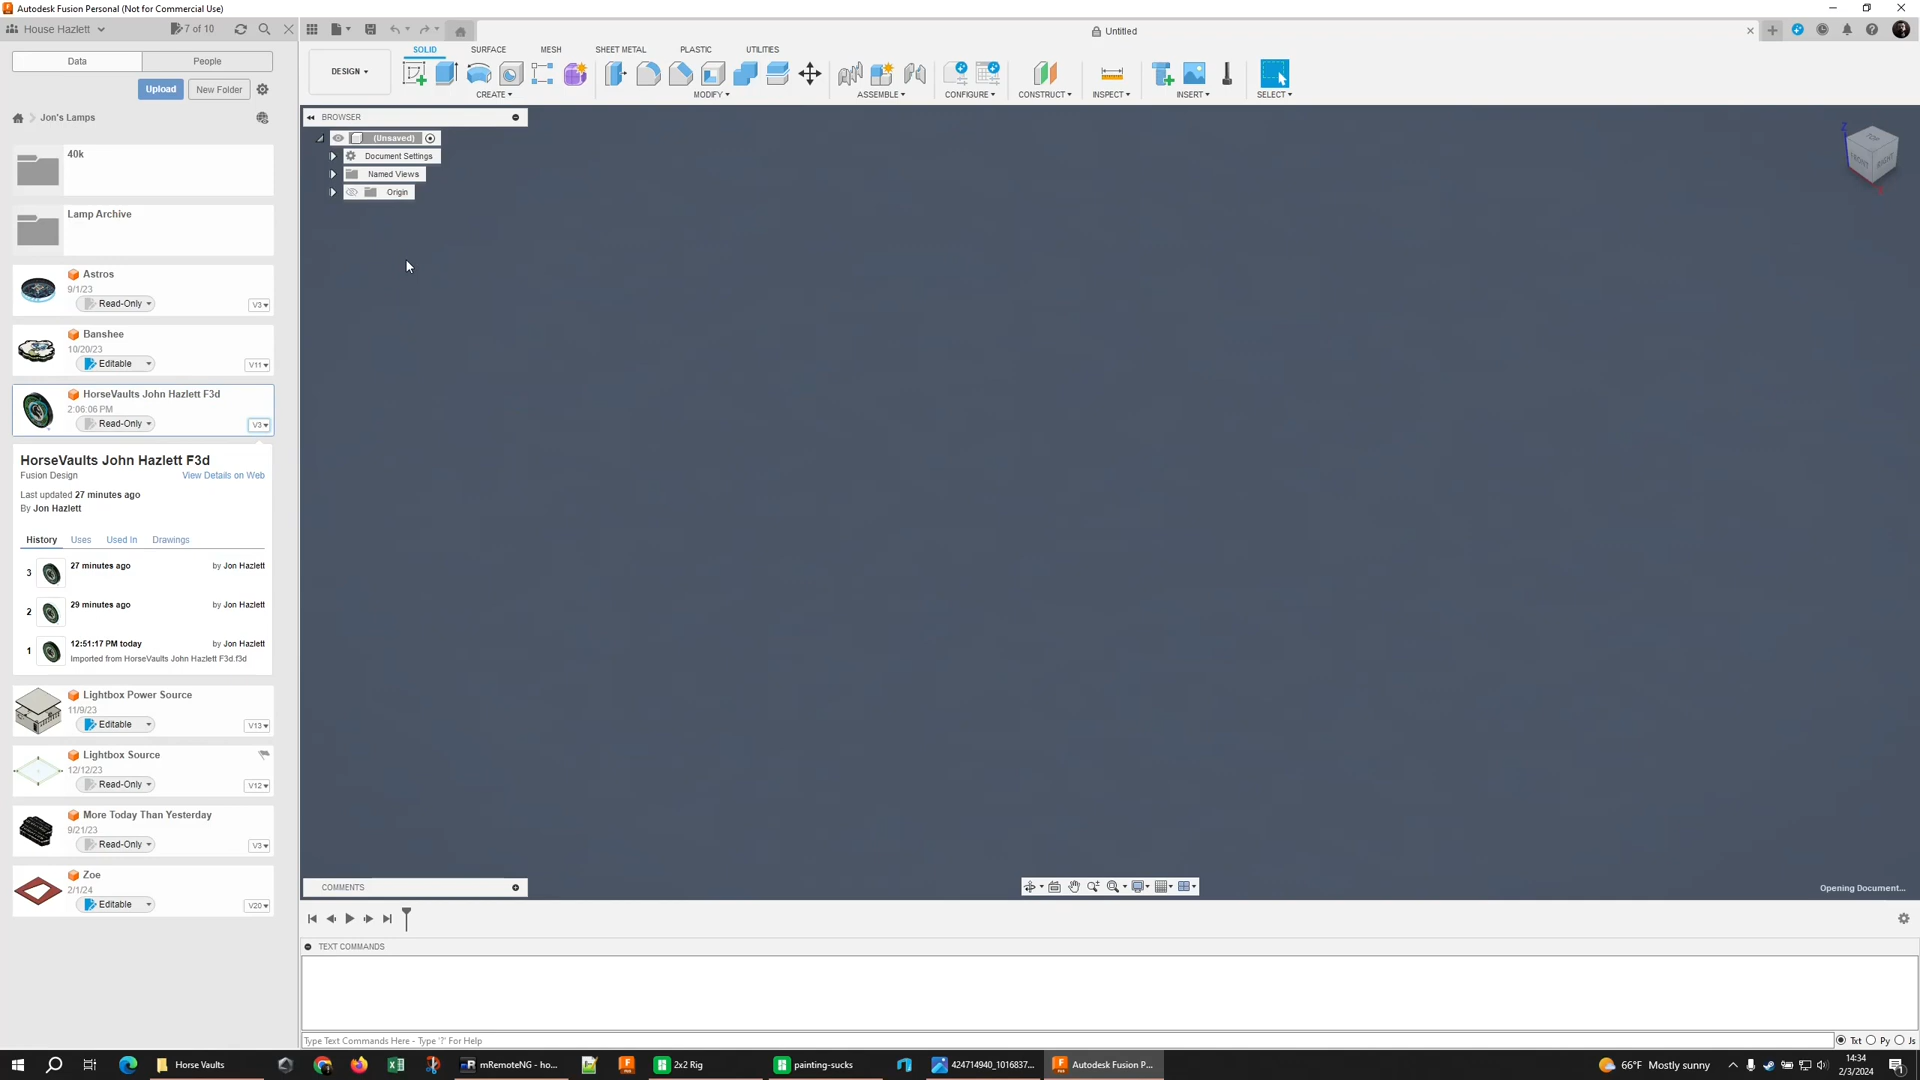 Autodesk Fusion Personal (Not for Commercial Use)
House Hazlett
7 of 10
Untitled
Data
People
Upload
New Folder
Jon's Lamps
DESIGN
SOLID
SURFACE
MESH
SHEET METAL
PLASTIC
UTILITIES
CREATE
MODIFY
ASSEMBLE
CONFIGURE
CONSTRUCT
INSPECT
INSERT
SELECT
BROWSER
(Unsaved)
Document Settings
Named Views
Origin
TOP
FRONT
RIGHT
Z
40k
Lamp Archive
Astros
9/1/23
Read-Only
V3
Banshee
10/20/23
Editable
V11
HorseVaults John Hazlett F3d
2:06:06 PM
Read-Only
V3
HorseVaults John Hazlett F3d
Fusion Design
View Details on Web
Last updated 27 minutes ago
By Jon Hazlett
History
Uses
Used In
Drawings
3
27 minutes ago
by Jon Hazlett
2
29 minutes ago
by Jon Hazlett
1
12:51:17 PM today
by Jon Hazlett
Imported from HorseVaults John Hazlett F3d.f3d
Lightbox Power Source
11/9/23
Editable
V13
Lightbox Source
12/12/23
Read-Only
V12
More Today Than Yesterday
9/21/23
Read-Only
V3
Zoe
2/1/24
Editable
V20
COMMENTS
Opening Document...
TEXT COMMANDS
Type Text Commands Here - Type '?' For Help
Txt
Py
Js
Horse Vaults
mRemoteNG - ho...
2x2 Rig
painting-sucks
424714940_1016837...
Autodesk Fusion P...
66°F Mostly sunny
14:34
2/3/2024